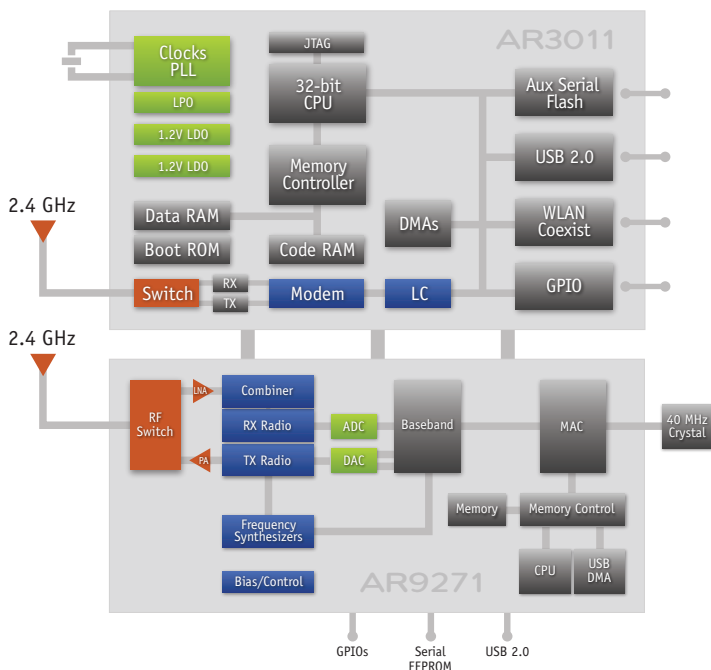 AR3011
Clocks
PLL
JTAG
LPO
32-bit
CPU
Aux Serial
Flash
1.2V LDO
1.2V LDO
USB 2.0
Memory
Controller
2.4 GHz
Data RAM
DMAs
WLAN
Coexist
Boot ROM
Code RAM
Switch
RX
TX
Modem
LC
GPIO
2.4 GHz
RF
Switch
LNA
Combiner
RX Radio
ADC
Baseband
MAC
40 MHz
Crystal
PA
TX Radio
DAC
Memory
Memory Control
Frequency
Synthesizers
CPU
USB
DMA
Bias/Control
AR9271
GPIOs
Serial
EEPROM
USB 2.0